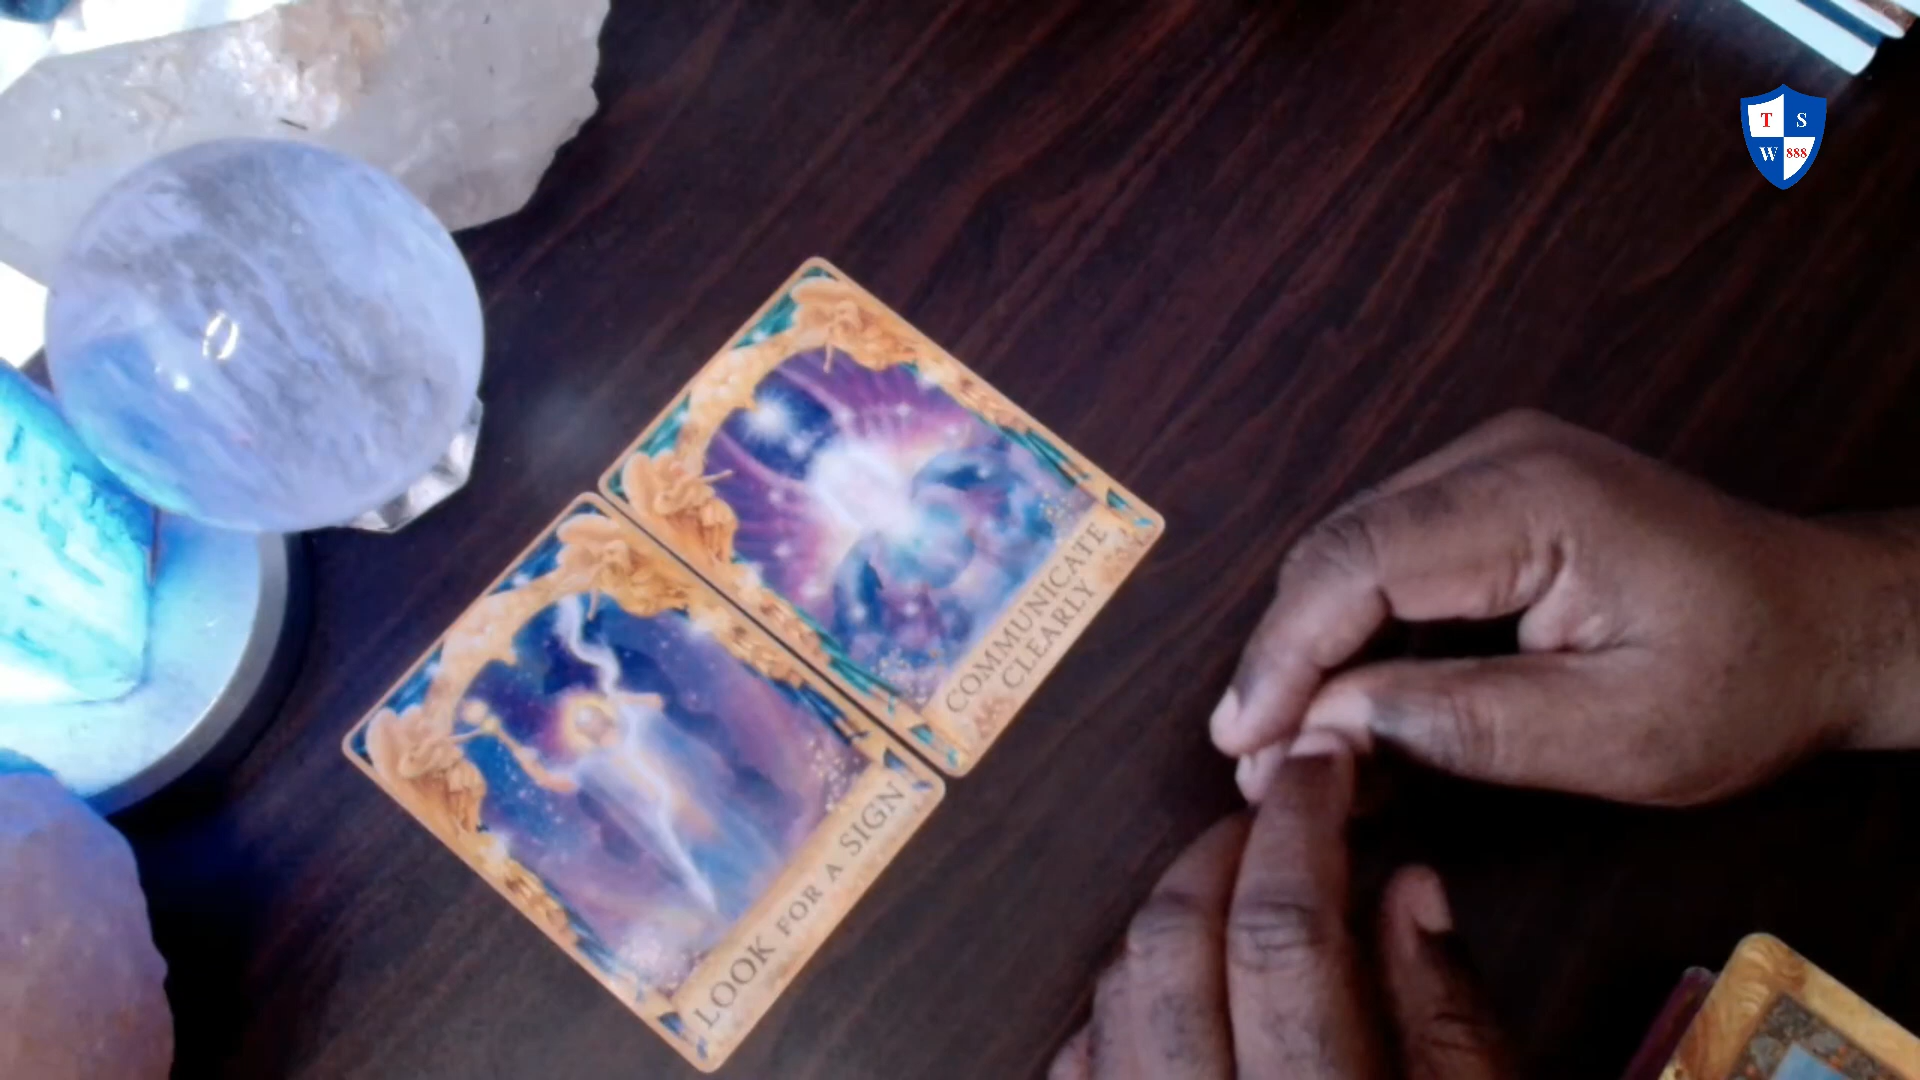 T S
W 888
COMMUNICATE
CLEARLY
LOOK FOR A SIGN